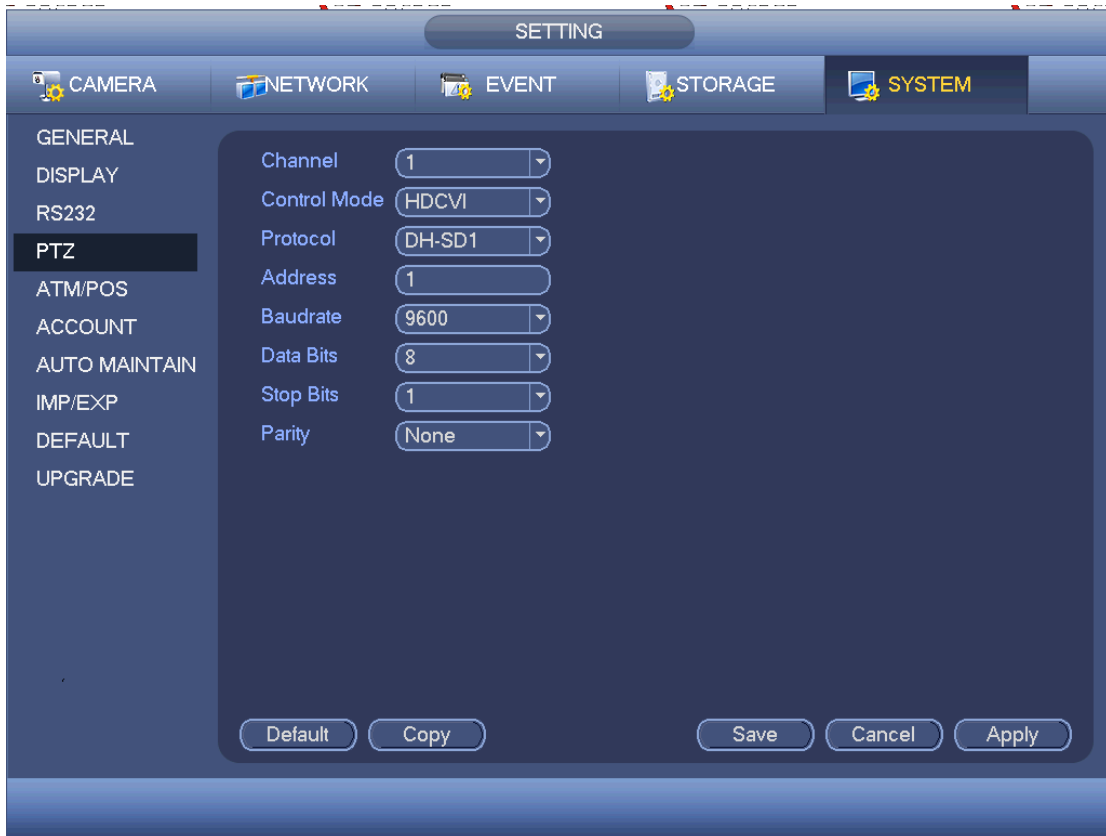 SETTING
CAMERA NETWORK EVENT STORAGE SYSTEM
GENERAL
DISPLAY
RS232
PTZ
ATM/POS
ACCOUNT
AUTO MAINTAIN
IMP/EXP
DEFAULT
UPGRADE
Channel 1
Control Mode HDCVI
Protocol DH-SD1
Address 1
Baudrate 9600
Data Bits 8
Stop Bits 1
Parity None
Default Copy Save Cancel Apply